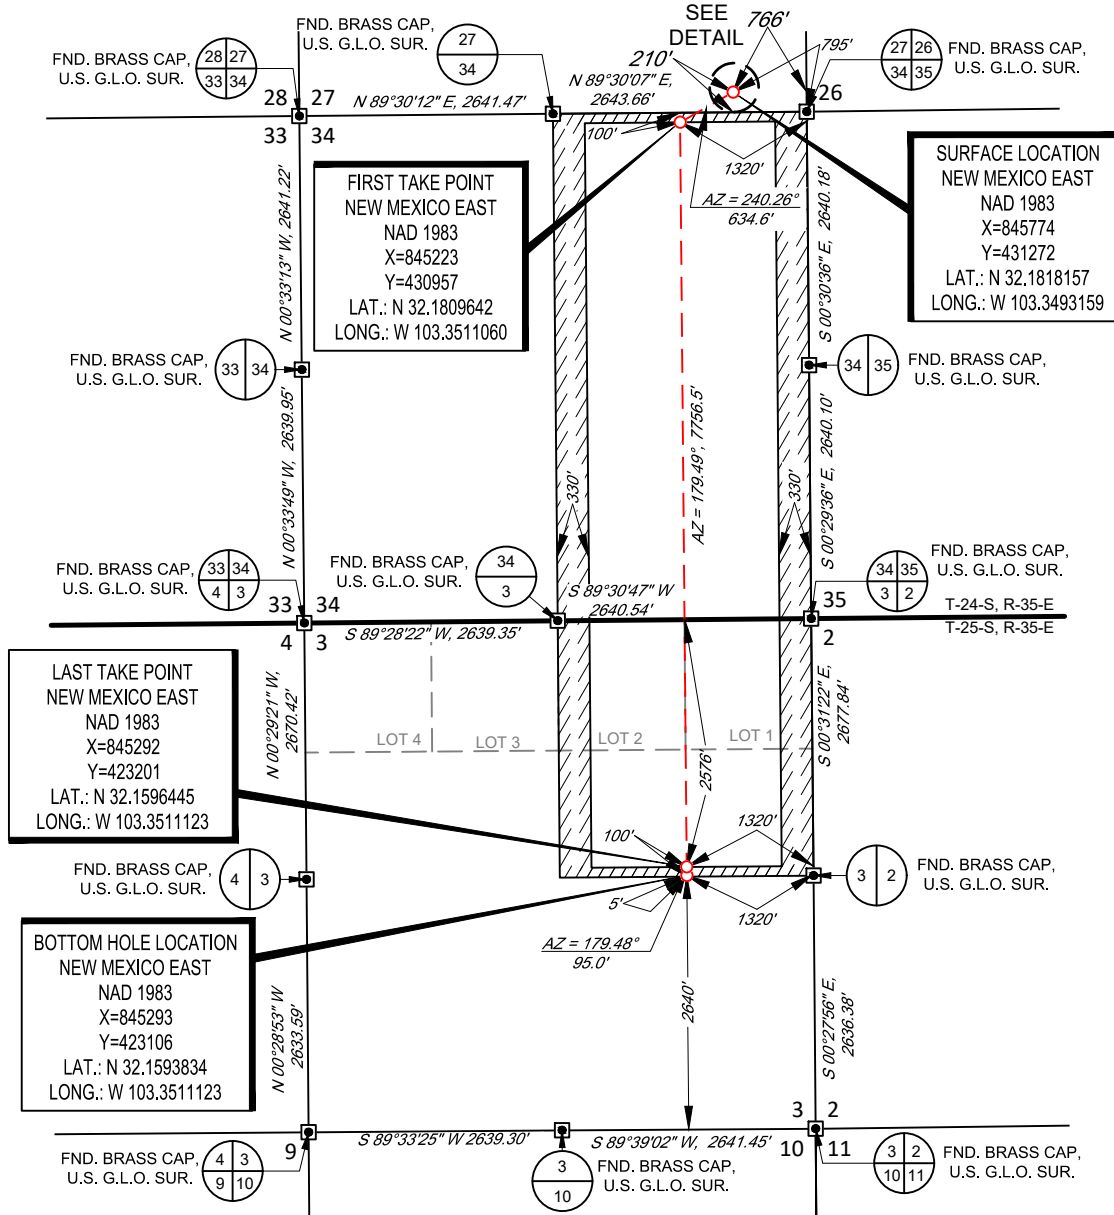 SEE
DETAIL
766'
795'
210'
FND. BRASS CAP,
U.S. G.L.O. SUR.
28 27
33 34
FND. BRASS CAP,
U.S. G.L.O. SUR.
27
34
27 26
34 35
FND. BRASS CAP,
U.S. G.L.O. SUR.
28 27
33 34
N 89°30'12" E, 2641.47'
N 89°30'07" E,
2643.66'
26
100'
1320'
AZ = 240.26°
634.6'
FIRST TAKE POINT
NEW MEXICO EAST
NAD 1983
X=845223
Y=430957
LAT.: N 32.1809642
LONG.: W 103.3511060
SURFACE LOCATION
NEW MEXICO EAST
NAD 1983
X=845774
Y=431272
LAT.: N 32.1818157
LONG.: W 103.3493159
N 00°33'13" W, 2641.22'
S 00°30'36" E, 2640.18'
FND. BRASS CAP,
U.S. G.L.O. SUR.
33 34
34 35
FND. BRASS CAP,
U.S. G.L.O. SUR.
N 00°33'49" W, 2639.95'
AZ = 179.49°, 7756.5'
S 00°29'36" E, 2640.10'
330'
330'
FND. BRASS CAP,
U.S. G.L.O. SUR.
33 34
4 3
FND. BRASS CAP,
U.S. G.L.O. SUR.
34
3
34 35
3 2
FND. BRASS CAP,
U.S. G.L.O. SUR.
33 34
4 3
S 89°28'22" W, 2639.35'
S 89°30'47" W
2640.54'
35
2
T-24-S, R-35-E
T-25-S, R-35-E
LAST TAKE POINT
NEW MEXICO EAST
NAD 1983
X=845292
Y=423201
LAT.: N 32.1596445
LONG.: W 103.3511123
N 00°29'21" W,
2670.42'
S 00°31'22" E,
2677.84'
LOT 4
LOT 3
LOT 2
LOT 1
2576'
100'
1320'
FND. BRASS CAP,
U.S. G.L.O. SUR.
4 3
3 2
FND. BRASS CAP,
U.S. G.L.O. SUR.
5'
1320'
AZ = 179.48°
95.0'
BOTTOM HOLE LOCATION
NEW MEXICO EAST
NAD 1983
X=845293
Y=423106
LAT.: N 32.1593834
LONG.: W 103.3511123
N 00°28'53" W
2633.59'
2640'
S 00°27'56" E,
2636.38'
FND. BRASS CAP,
U.S. G.L.O. SUR.
4 3
9 10
9
S 89°33'25" W 2639.30'
3
10
FND. BRASS CAP,
U.S. G.L.O. SUR.
S 89°39'02" W, 2641.45'
3 2
10 11
3 2
10 11
FND. BRASS CAP,
U.S. G.L.O. SUR.